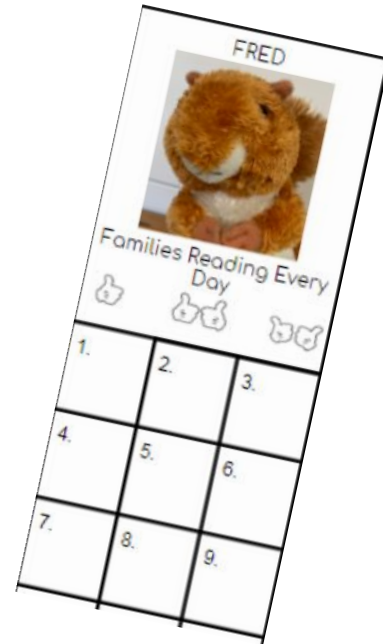 FRED
Families Reading Every
Day
1. 2. 3.
4. 5. 6.
7. 8. 9.